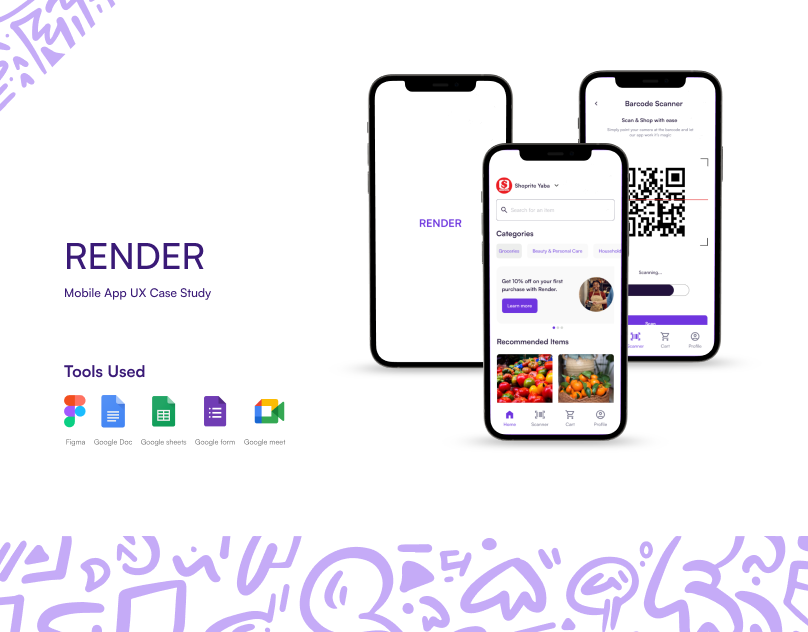 RENDER
Mobile App UX Case Study
Tools Used
Figma
Google Doc
Google sheets
Google form
Google meet
RENDER
Shoprite Yaba
Search for an item
Categories
Groceries
Beauty & Personal Care
Household
Get 10% off on your first
purchase with Render.
Learn more
Recommended Items
Home
Scanner
Cart
Profile
Barcode Scanner
Scan & Shop with ease
Simply point your camera at the barcode and let
our app work it's magic
Scanning...
Scan
Scanner
Cart
Profile